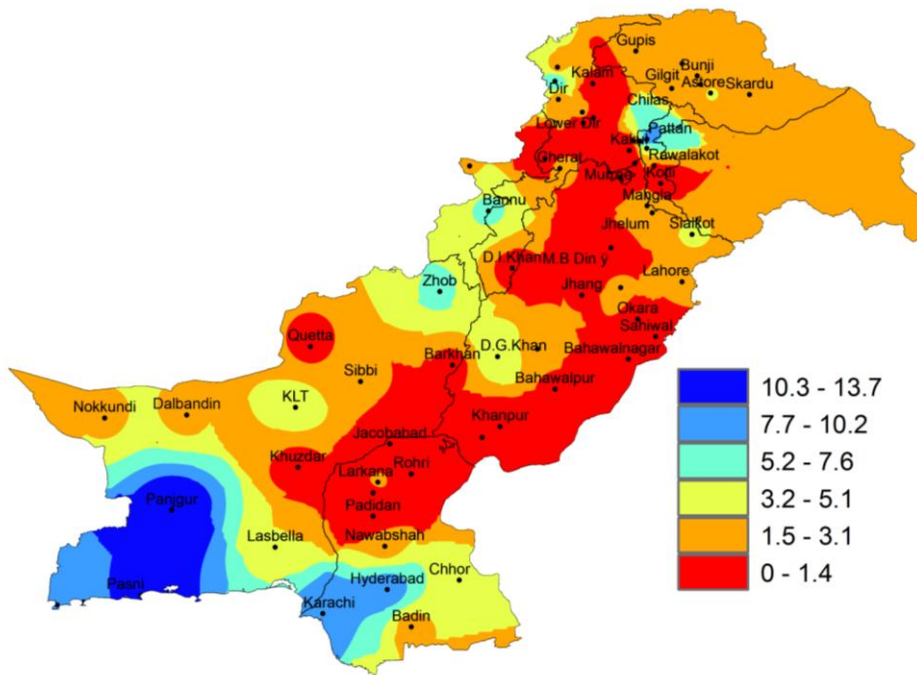 Gupis
Bunji
Kalam
Gilgit
Astore
Skardu
Dir
Chilas
Lower Dir
Pattan
Kakul
Rawalakot
Gherat
Murree
Kotli
Mangla
Bannu
Jhelum
Sialkot
D.I.Khan
M.B Din y
Lahore
Zhob
Jhang
Okara
Sahiwal
Quetta
D.G.Khan
Bahawalnagar
Barkhan
Sibbi
Bahawalpur
KLT
Nokkundi
Dalbandin
Khanpur
Jacobabad
Khuzdar
Rohri
Larkana
Panjgur
Padidan
Nawabshah
Lasbella
Pasni
Hyderabad
Chhor
Karachi
Badin
10.3 - 13.7
7.7 - 10.2
5.2 - 7.6
3.2 - 5.1
1.5 - 3.1
0 - 1.4